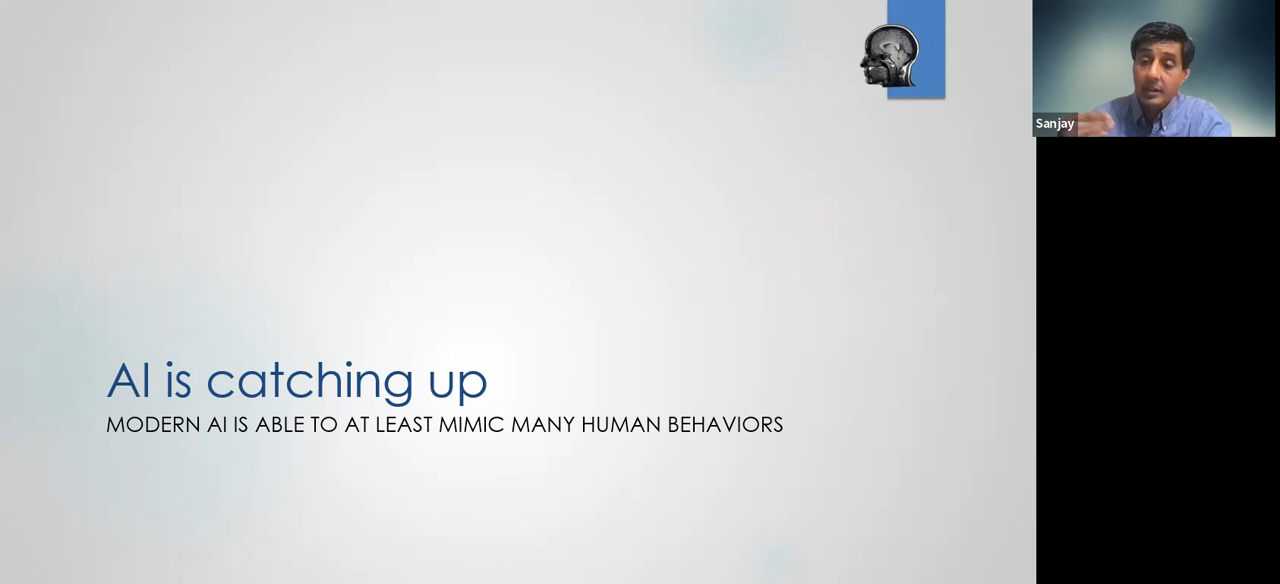 AI is catching up
MODERN AI IS ABLE TO AT LEAST MIMIC MANY HUMAN BEHAVIORS
Sanjay